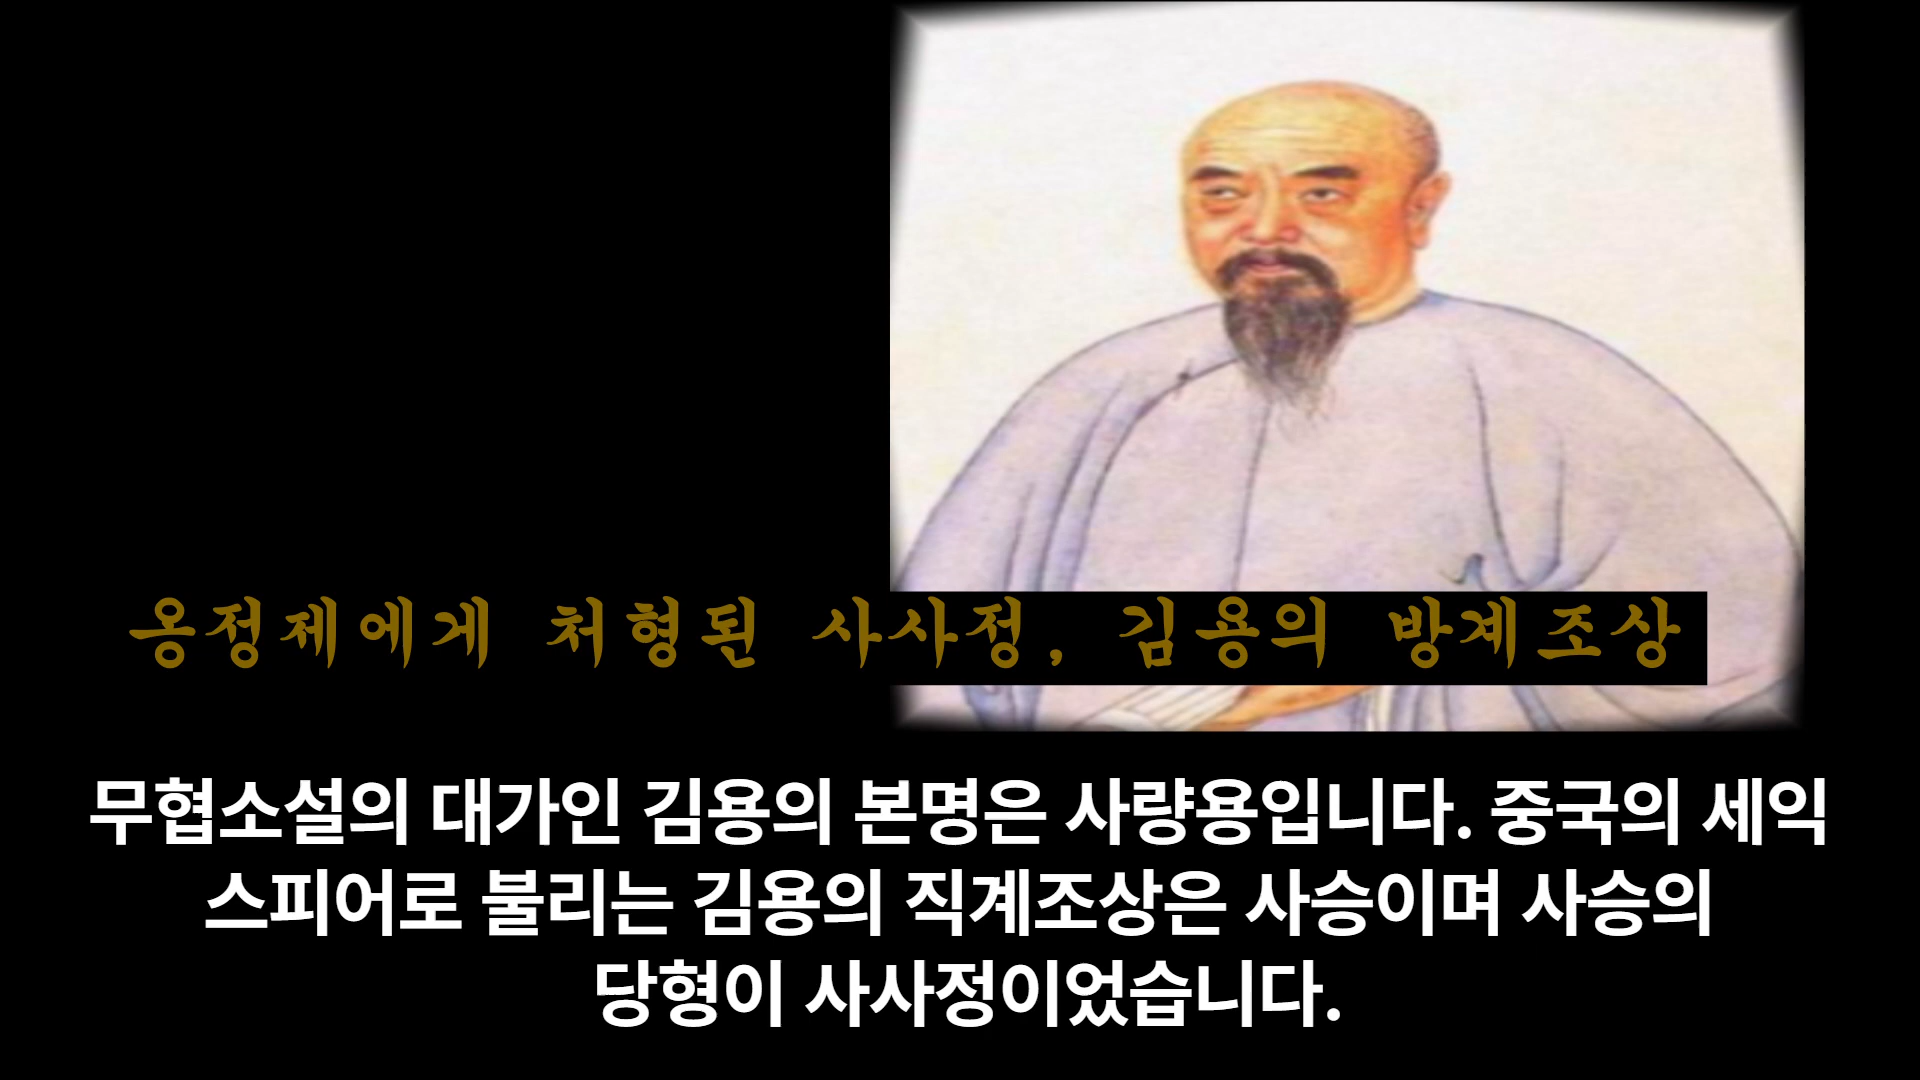 옹정제에게 처형된 사사정, 김용의 방계조상
무협소설의 대가인 김용의 본명은 사량용입니다. 중국의 세익
스피어로 불리는 김용의 직계조상은 사승이며 사승의
당형이 사사정이었습니다.